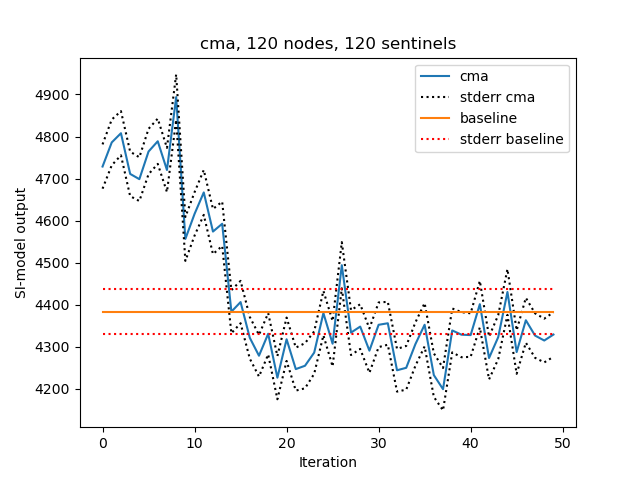 cma, 120 nodes, 120 sentinels
4900
4800
4700
4600
4500
4400
4300
4200
SI-model output
cma
stderr cma
baseline
stderr baseline
0
10
20
30
40
50
Iteration